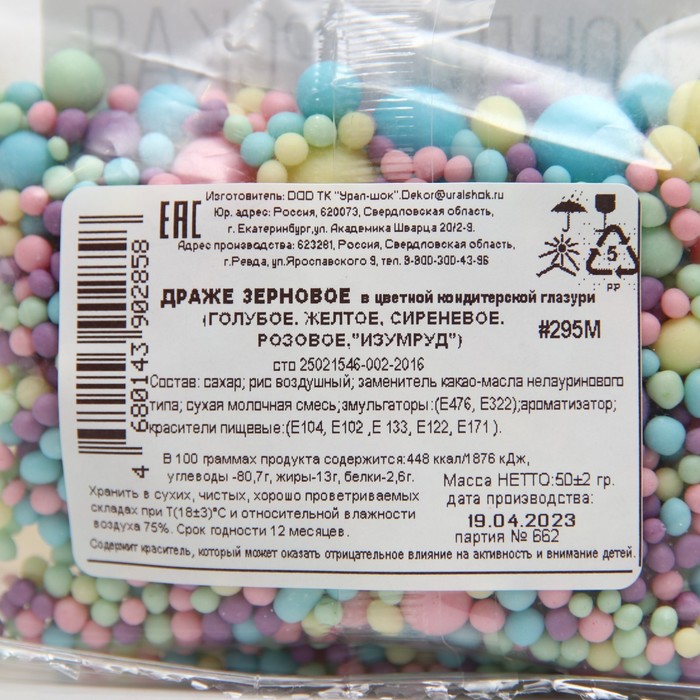 Изготовитель: ООО ТК "Урал-шок".Dekor@uralshok.ru
Юр. адрес: Россия, 620073, Свердловская область,
г. Екатеринбург,ул. Академика Шварца 20/2-9.
Адрес производства: 623281, Россия, Свердловская область,
г.Ревда, ул.Ярославского 9, тел. 8-800-300-43-96
EAC
5
PP
ДРАЖЕ ЗЕРНОВОЕ в цветной кондитерской глазури
(ГОЛУБОЕ, ЖЕЛТОЕ, СИРЕНЕВОЕ,
РОЗОВОЕ,"ИЗУМРУД")
#295М
сто 25021546-002-2016
Состав: сахар; рис воздушный; заменитель какао-масла нелауринового
типа; сухая молочная смесь;эмульгаторы:(Е476, Е322);ароматизатор;
красители пищевые:(Е104, Е102 ,Е 133, Е122, Е171 ).
В 100 граммах продукта содержится:448 ккал/1876 кДж,
углеводы -80,7г, жиры-13г, белки-2,6г.
Хранить в сухих, чистых, хорошо проветриваемых
складах при Т(18±3)°С и относительной влажности
воздуха 75%. Срок годности 12 месяцев.
Масса НЕТТО:50±2 гр.
дата производства:
19.04.2023
партия № 662
Содержит краситель, который может оказать отрицательное влияние на активность и внимание детей.
4 680143 902858